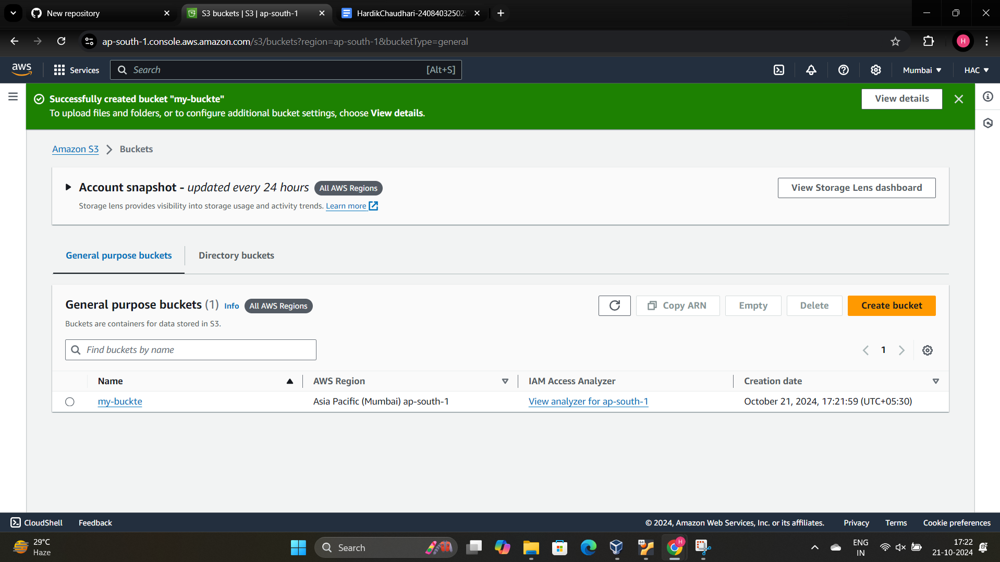 New repository
S3 buckets | S3 | ap-south-1
HardikChaudhari-24084032502
ap-south-1.console.aws.amazon.com/s3/buckets?region=ap-south-1&bucketType=general
H
aws
Services
Search
[Alt+S]
Mumbai
HAC
Successfully created bucket "my-buckte"
To upload files and folders, or to configure additional bucket settings, choose View details.
View details
Amazon S3
Buckets
Account snapshot - updated every 24 hours
All AWS Regions
Storage lens provides visibility into storage usage and activity trends. Learn more
View Storage Lens dashboard
General purpose buckets
Directory buckets
General purpose buckets (1)
Info
All AWS Regions
Buckets are containers for data stored in S3.
Copy ARN
Empty
Delete
Create bucket
Find buckets by name
1
Name
AWS Region
IAM Access Analyzer
Creation date
my-buckte
Asia Pacific (Mumbai) ap-south-1
View analyzer for ap-south-1
October 21, 2024, 17:21:59 (UTC+05:30)
CloudShell
Feedback
© 2024, Amazon Web Services, Inc. or its affiliates.
Privacy
Terms
Cookie preferences
29°C
Haze
Search
64
H
ENG
IN
17:22
21-10-2024